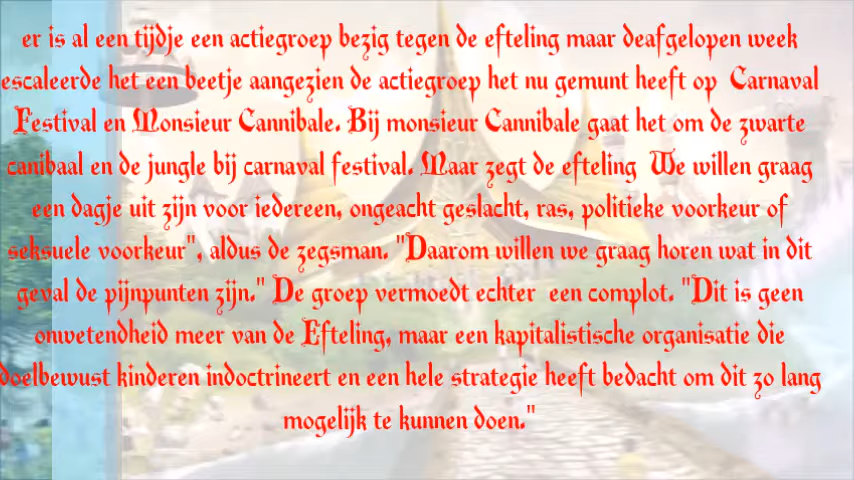 er is al een tijdje een actiegroep bezig tegen de efteling maar deafgelopen week
escaleerde het een beetje aangezien de actiegroep het nu gemunt heeft op Carnaval
Festival en Monsieur Cannibale. Bij monsieur Cannibale gaat het om de zwarte
canibaal en de jungle bij carnaval festival. Maar zegt de efteling We willen graag
een dagje uit zijn voor iedereen, ongeacht geslacht, ras, politieke voorkeur of
seksuele voorkeur", aldus de zegsman. "Daarom willen we graag horen wat in dit
geval de pijnpunten zijn." De groep vermoedt echter een complot. "Dit is geen
onwetendheid meer van de Efteling, maar een kapitalistische organisatie die
doelbewust kinderen indoctrineert en een hele strategie heeft bedacht om dit zo lang
mogelijk te kunnen doen."